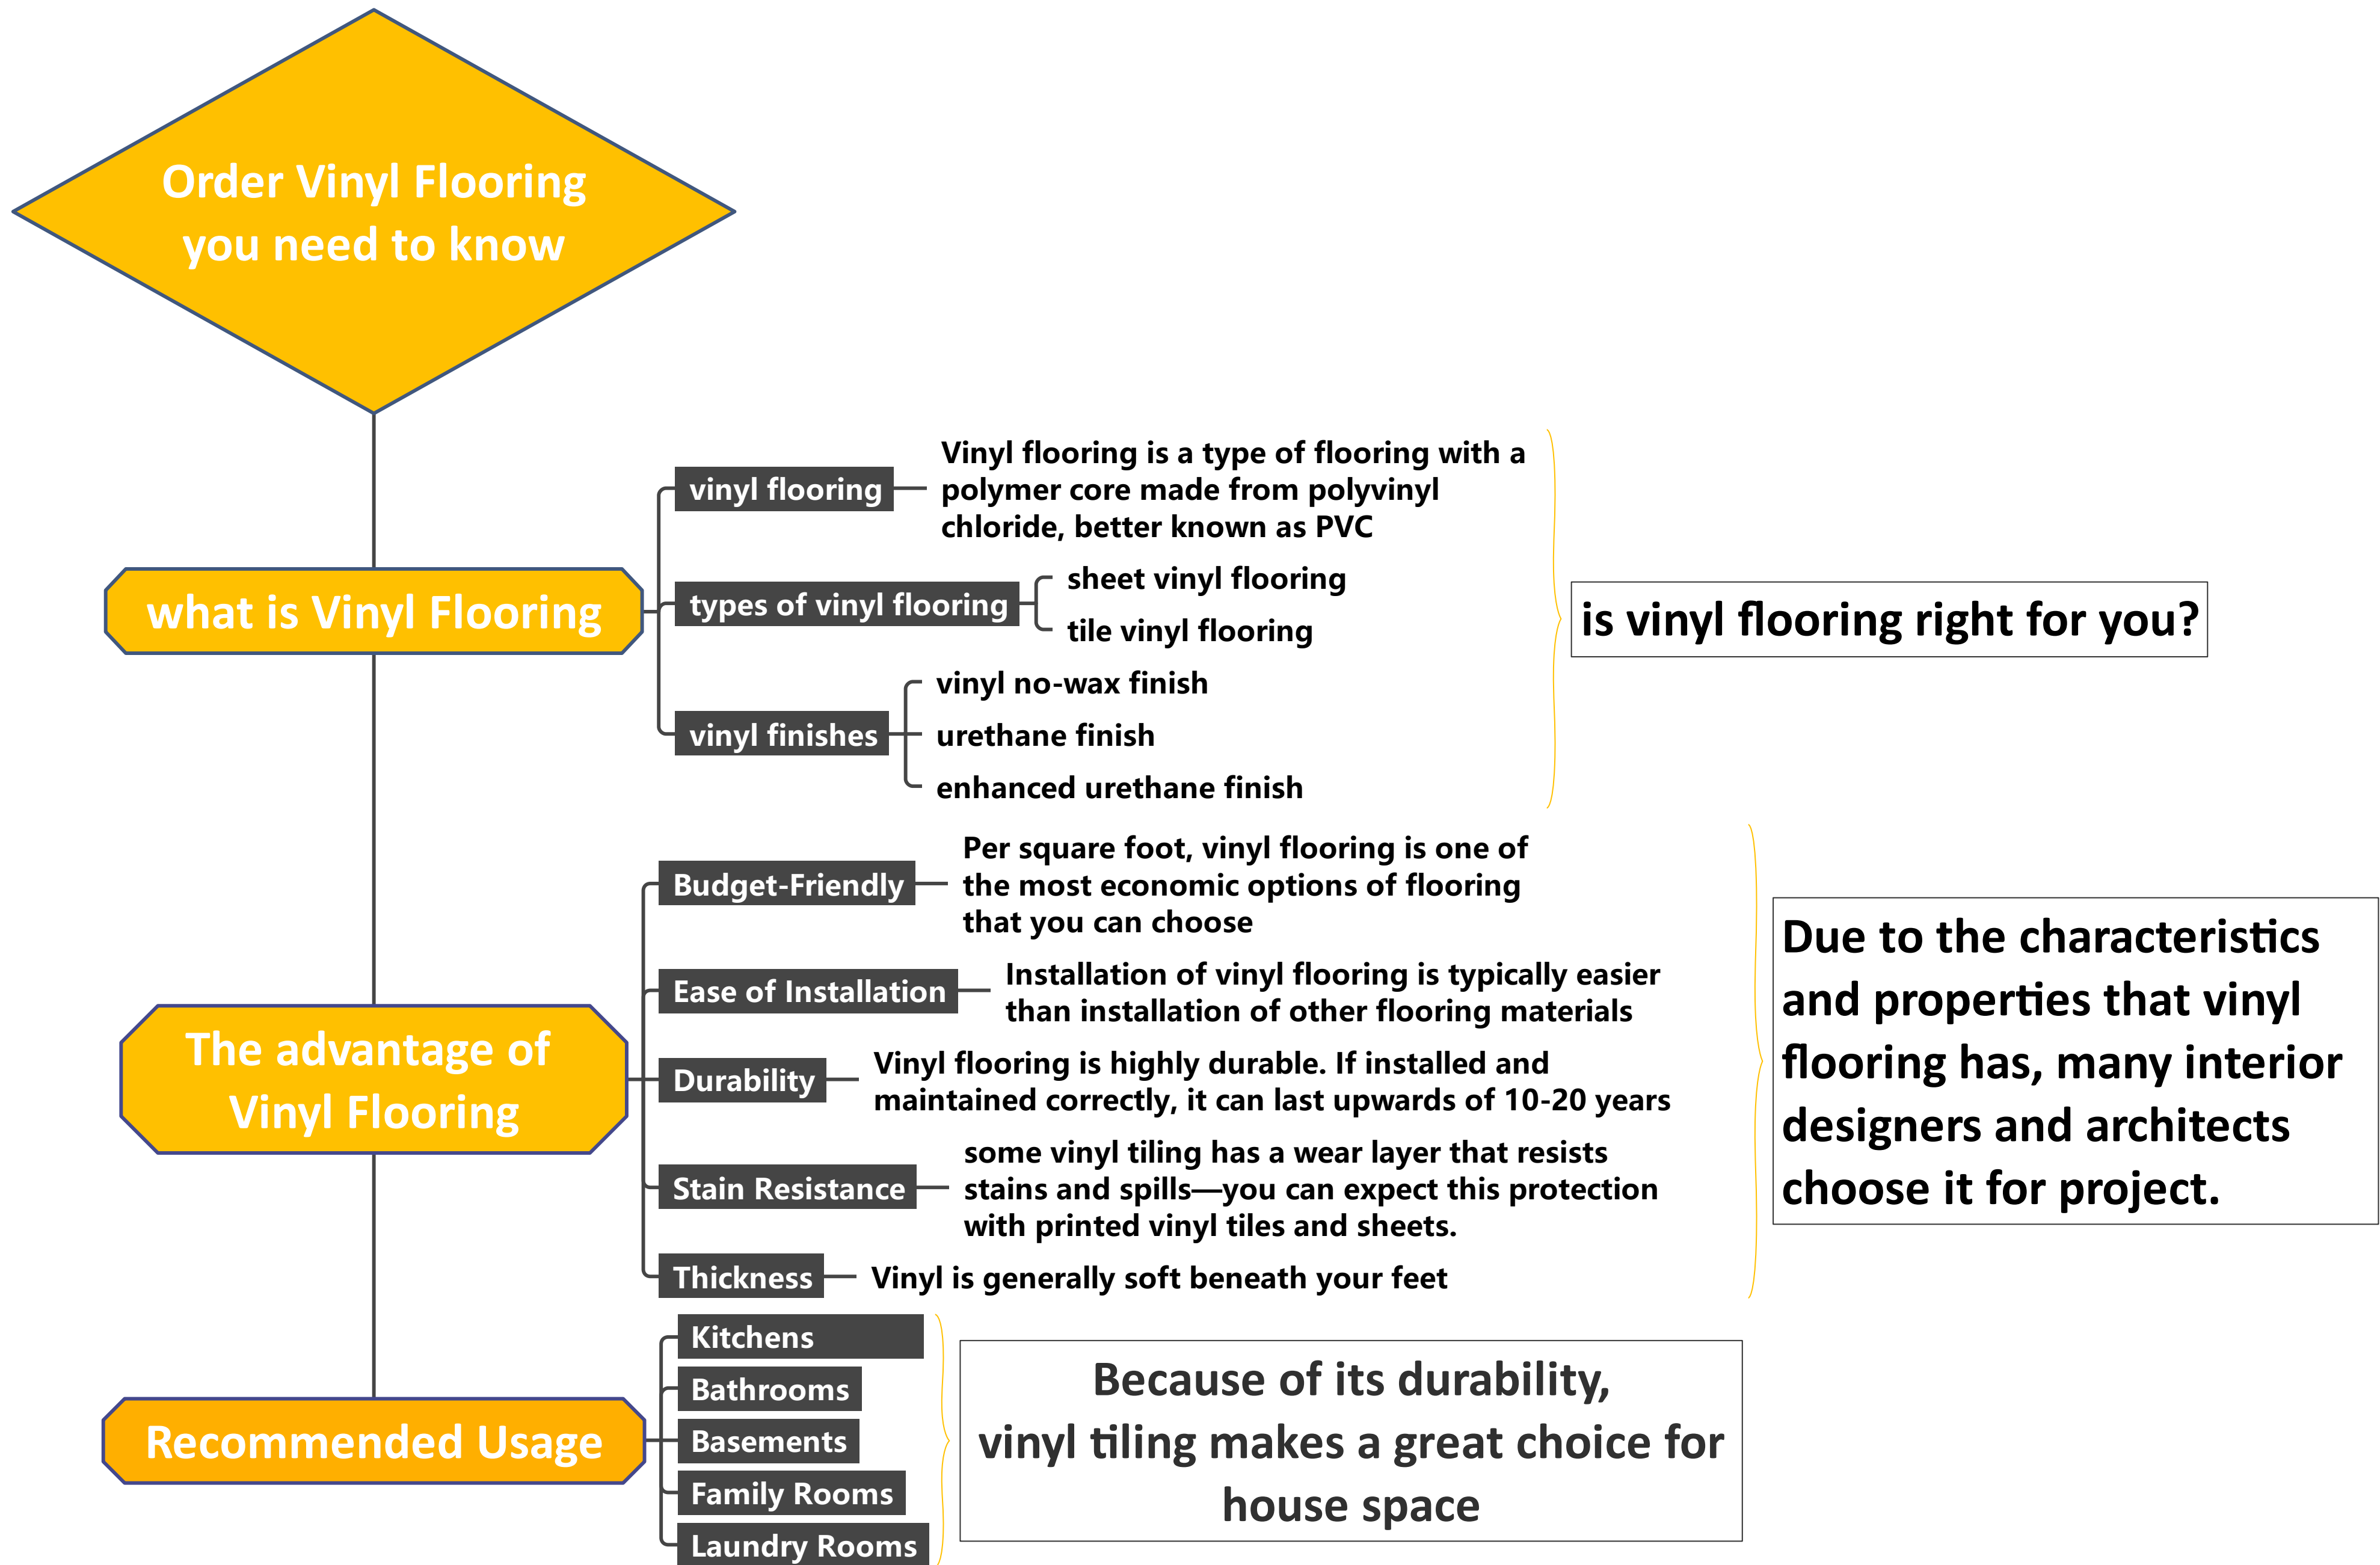 Order Vinyl Flooring
you need to know
what is Vinyl Flooring
vinyl flooring
Vinyl flooring is a type of flooring with a
polymer core made from polyvinyl
chloride, better known as PVC
types of vinyl flooring
sheet vinyl flooring
tile vinyl flooring
vinyl finishes
vinyl no-wax finish
urethane finish
enhanced urethane finish
is vinyl flooring right for you?
The advantage of
Vinyl Flooring
Budget-Friendly
Per square foot, vinyl flooring is one of
the most economic options of flooring
that you can choose
Ease of Installation
Installation of vinyl flooring is typically easier
than installation of other flooring materials
Durability
Vinyl flooring is highly durable. If installed and
maintained correctly, it can last upwards of 10-20 years
Stain Resistance
some vinyl tiling has a wear layer that resists
stains and spills—you can expect this protection
with printed vinyl tiles and sheets.
Thickness
Vinyl is generally soft beneath your feet
Due to the characteristics
and properties that vinyl
flooring has, many interior
designers and architects
choose it for project.
Recommended Usage
Kitchens
Bathrooms
Basements
Family Rooms
Laundry Rooms
Because of its durability,
vinyl tiling makes a great choice for
house space